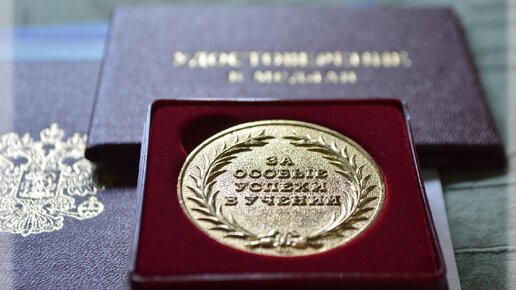 УДОСТОВЕРЕНИЕ
К МЕДАЛИ
ЗА
ОСОБЫЕ
УСПЕХИ
В УЧЕНИИ